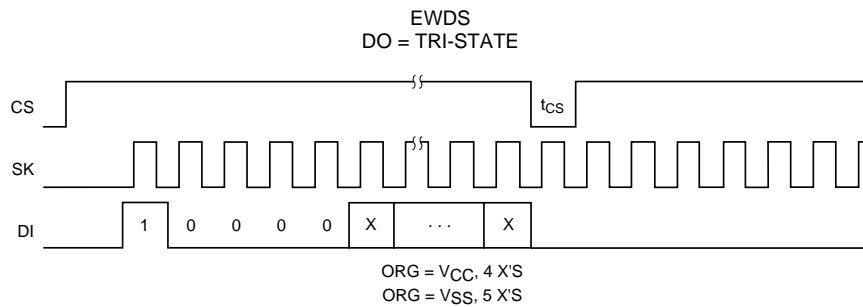 EWDS
DO = TRI-STATE
CS
tCS
SK
DI
1 0 0 0 0 X . . . X
ORG = VCC, 4 X'S
ORG = VSS, 5 X'S